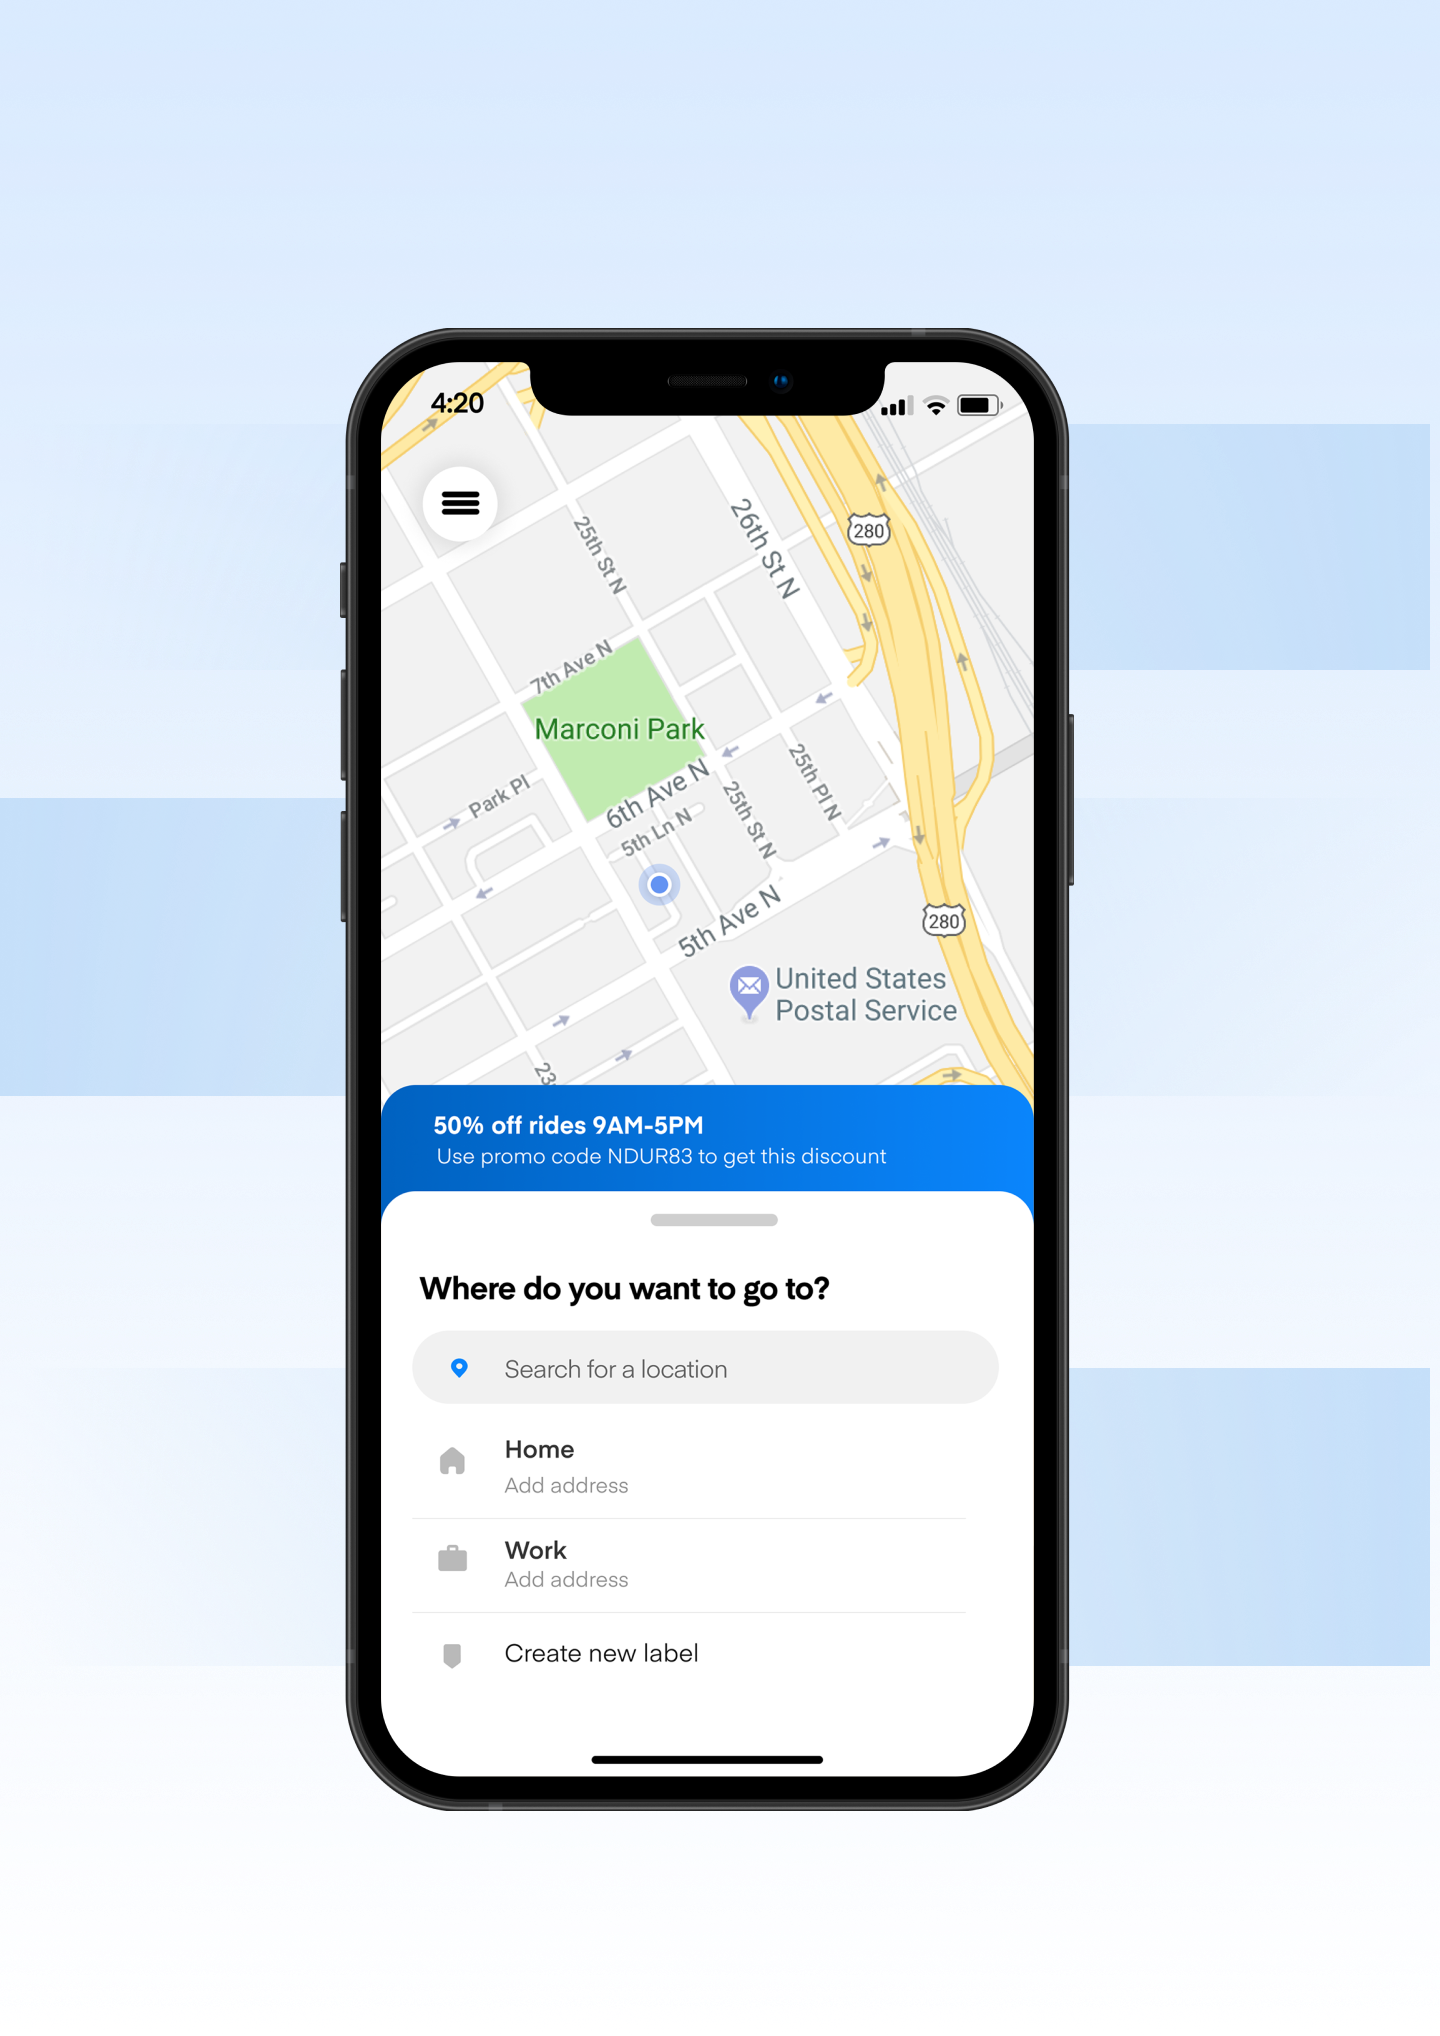 4:20
25th St N
26th St N
280
7th Ave N
Marconi Park
6th Ave N
Park Pl
5th Ln N
25th St N
25th Pl N
5th Ave N
280
United States
Postal Service
23
50% off rides 9AM-5PM
Use promo code NDUR83 to get this discount
Where do you want to go to?
Search for a location
Home
Add address
Work
Add address
Create new label